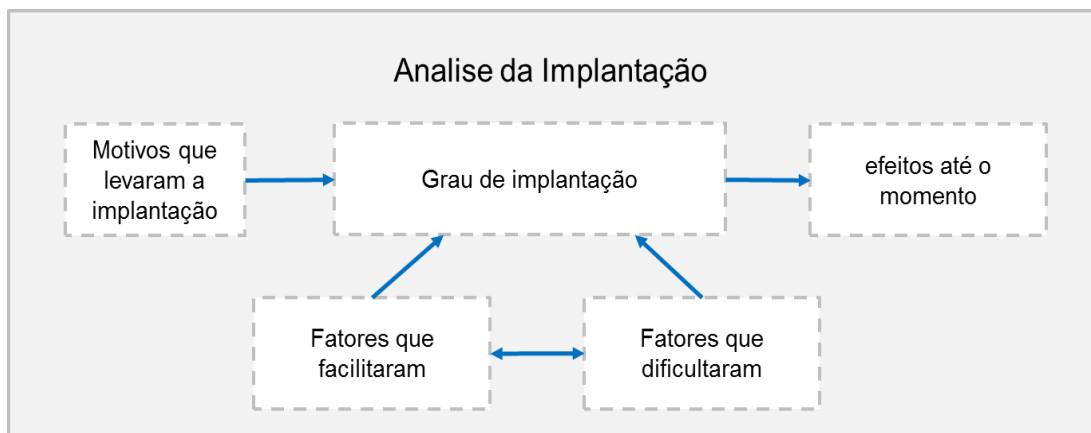 Analise da Implantação
Motivos que
levaram a
implantação
Grau de implantação
efeitos até o
momento
Fatores que
facilitaram
Fatores que
dificultaram